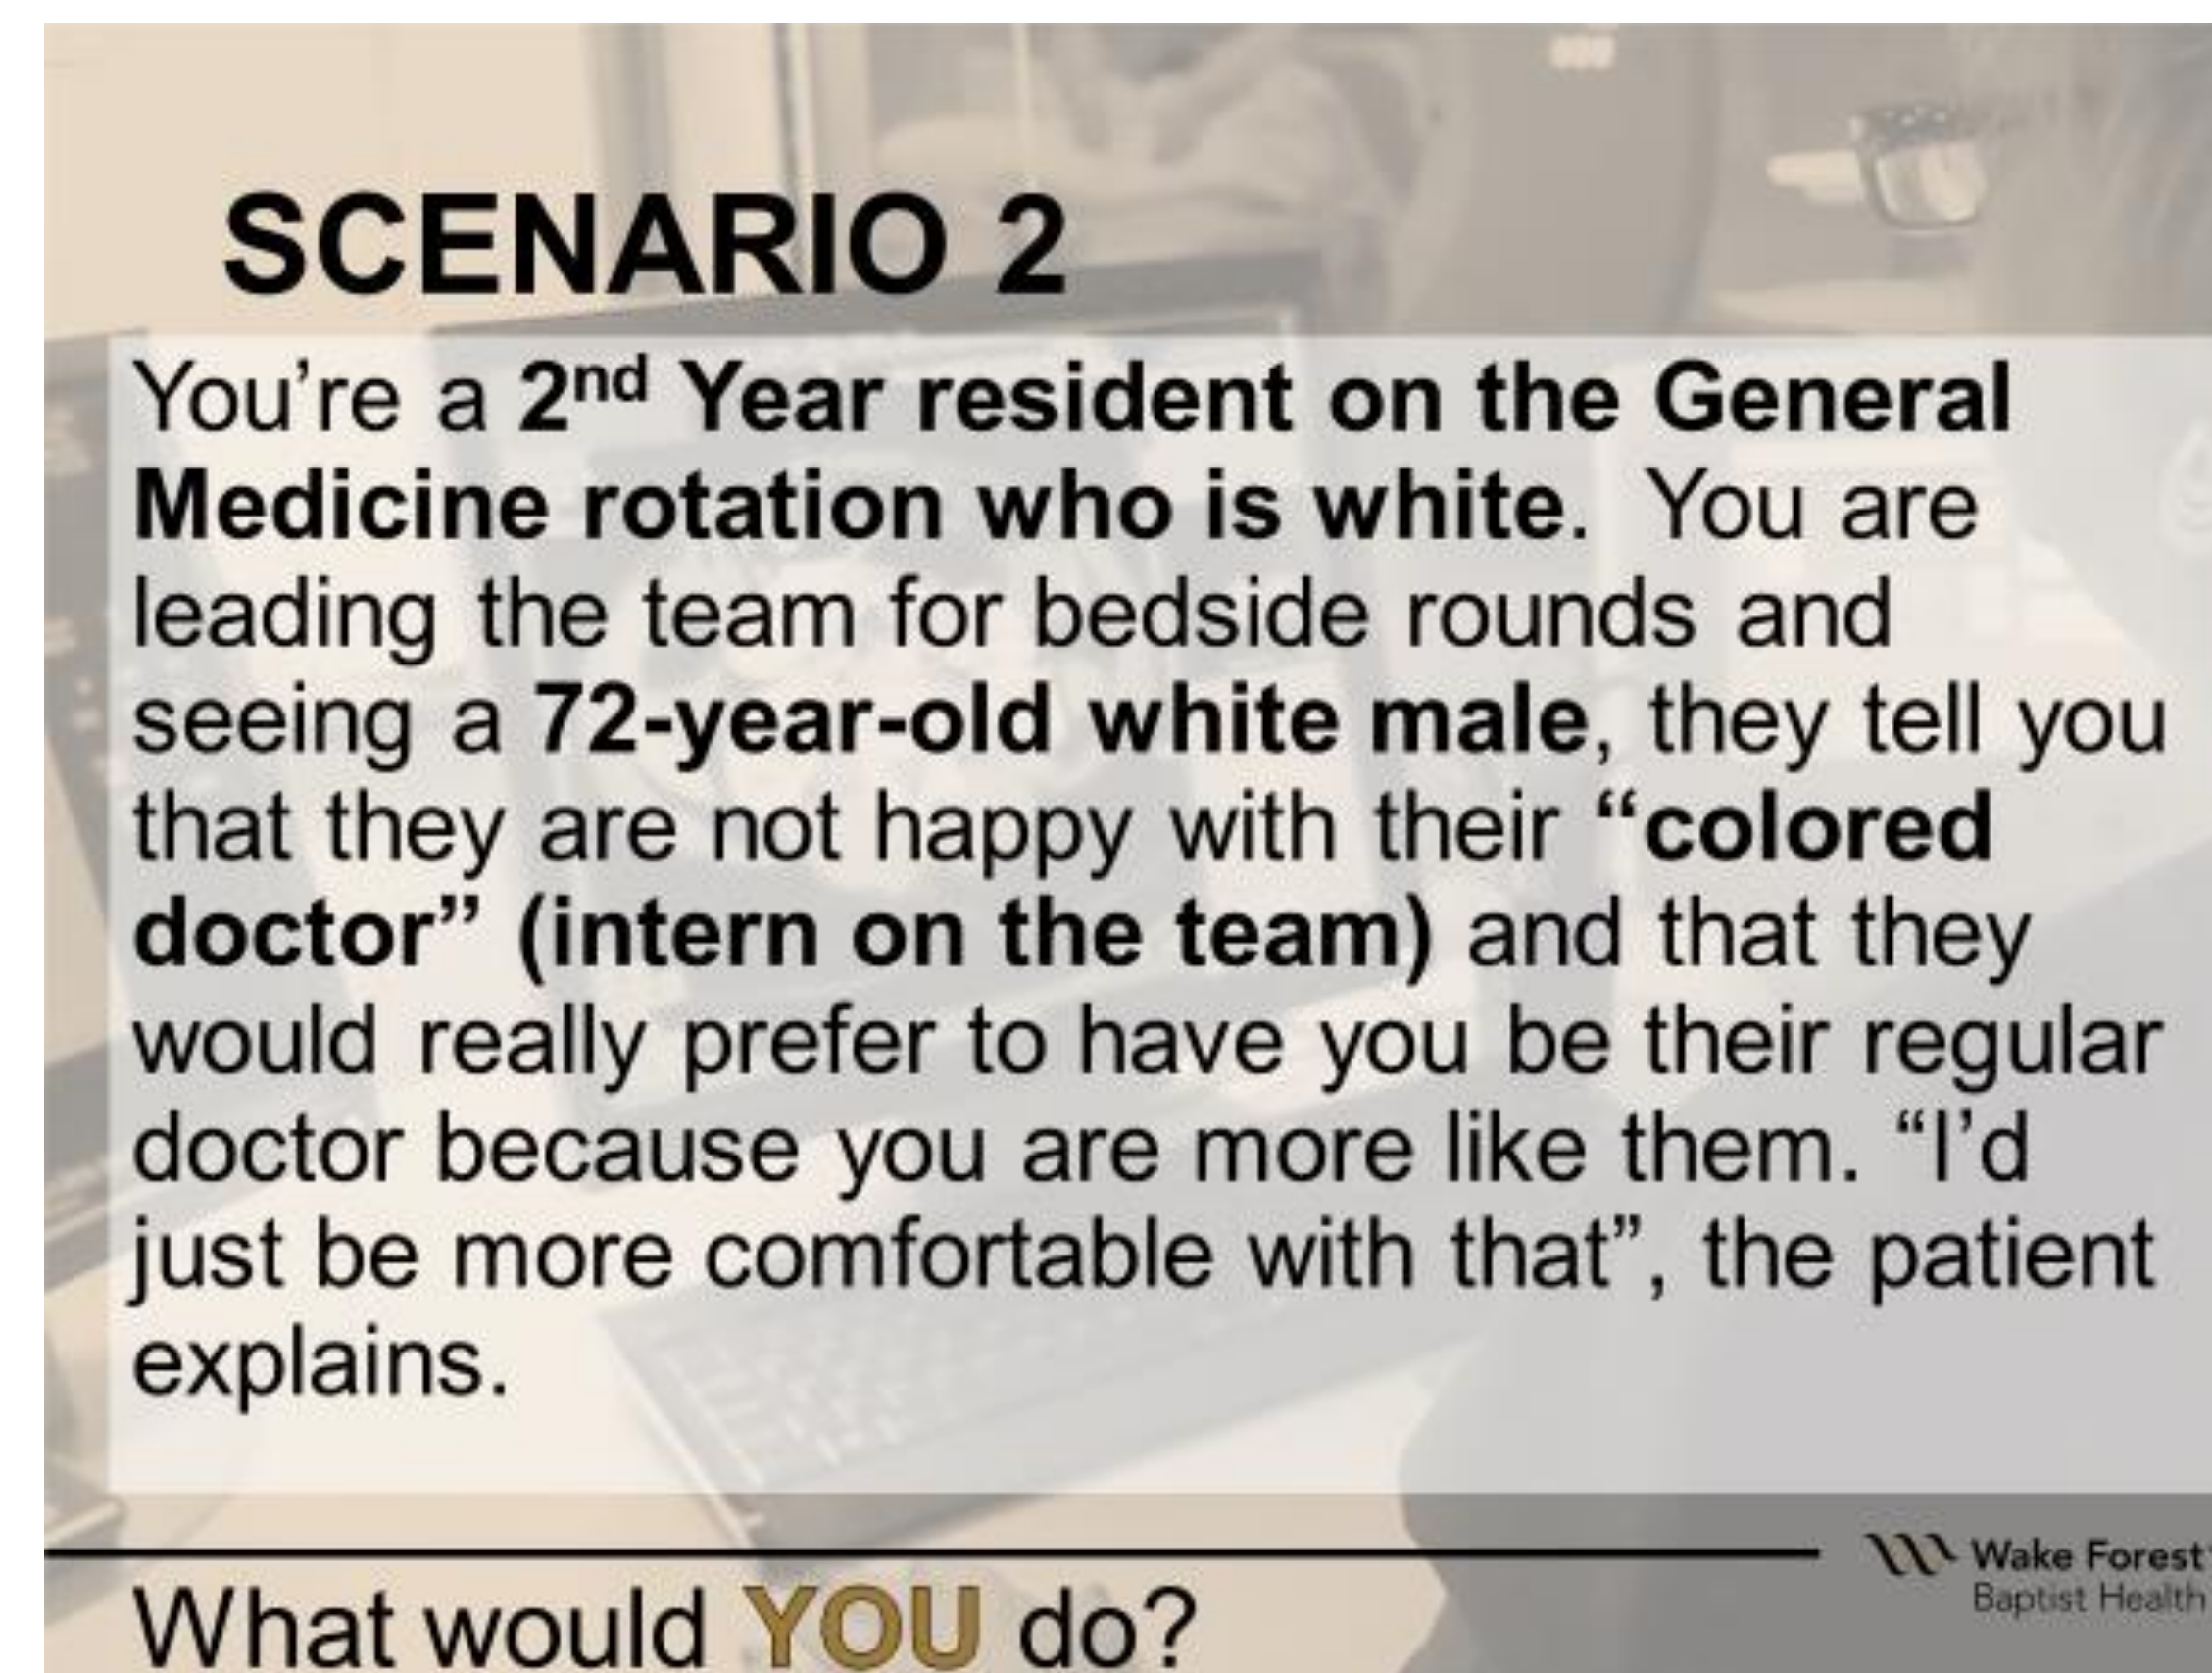 SCENARIO 2
You’re a 2nd Year resident on the General
Medicine rotation who is white. You are
leading the team for bedside rounds and
seeing a 72-year-old white male, they tell you
that they are not happy with their “colored
doctor” (intern on the team) and that they
would really prefer to have you be their regular
doctor because you are more like them. “I’d
just be more comfortable with that”, the patient
explains.
Wake Forest
Baptist Health
What would YOU do?